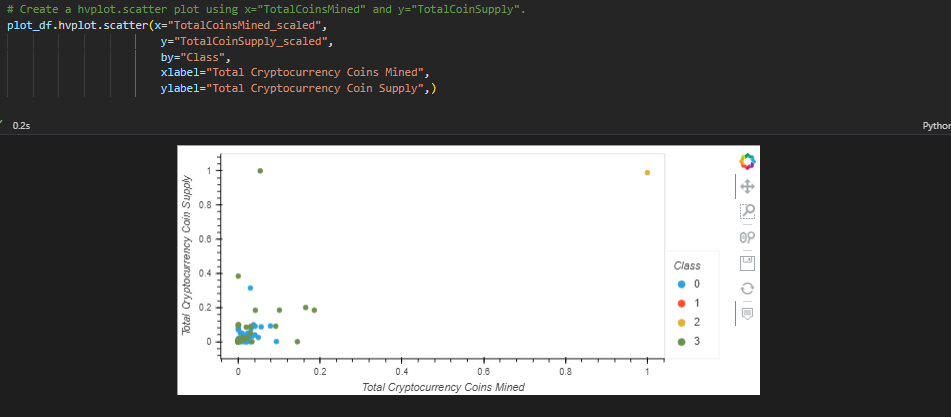 # Create a hvplot.scatter plot using x="TotalCoinsMined" and y="TotalCoinSupply".
plot_df.hvplot.scatter(x="TotalCoinsMined_scaled",
y="TotalCoinSupply_scaled",
by="Class",
xlabel="Total Cryptocurrency Coins Mined",
ylabel="Total Cryptocurrency Coin Supply",)
0.2s
Python
Total Cryptocurrency Coin Supply
1
0.8
0.6
0.4
0.2
0
0
0.2
0.4
0.6
0.8
1
Total Cryptocurrency Coins Mined
Class
0
1
2
3